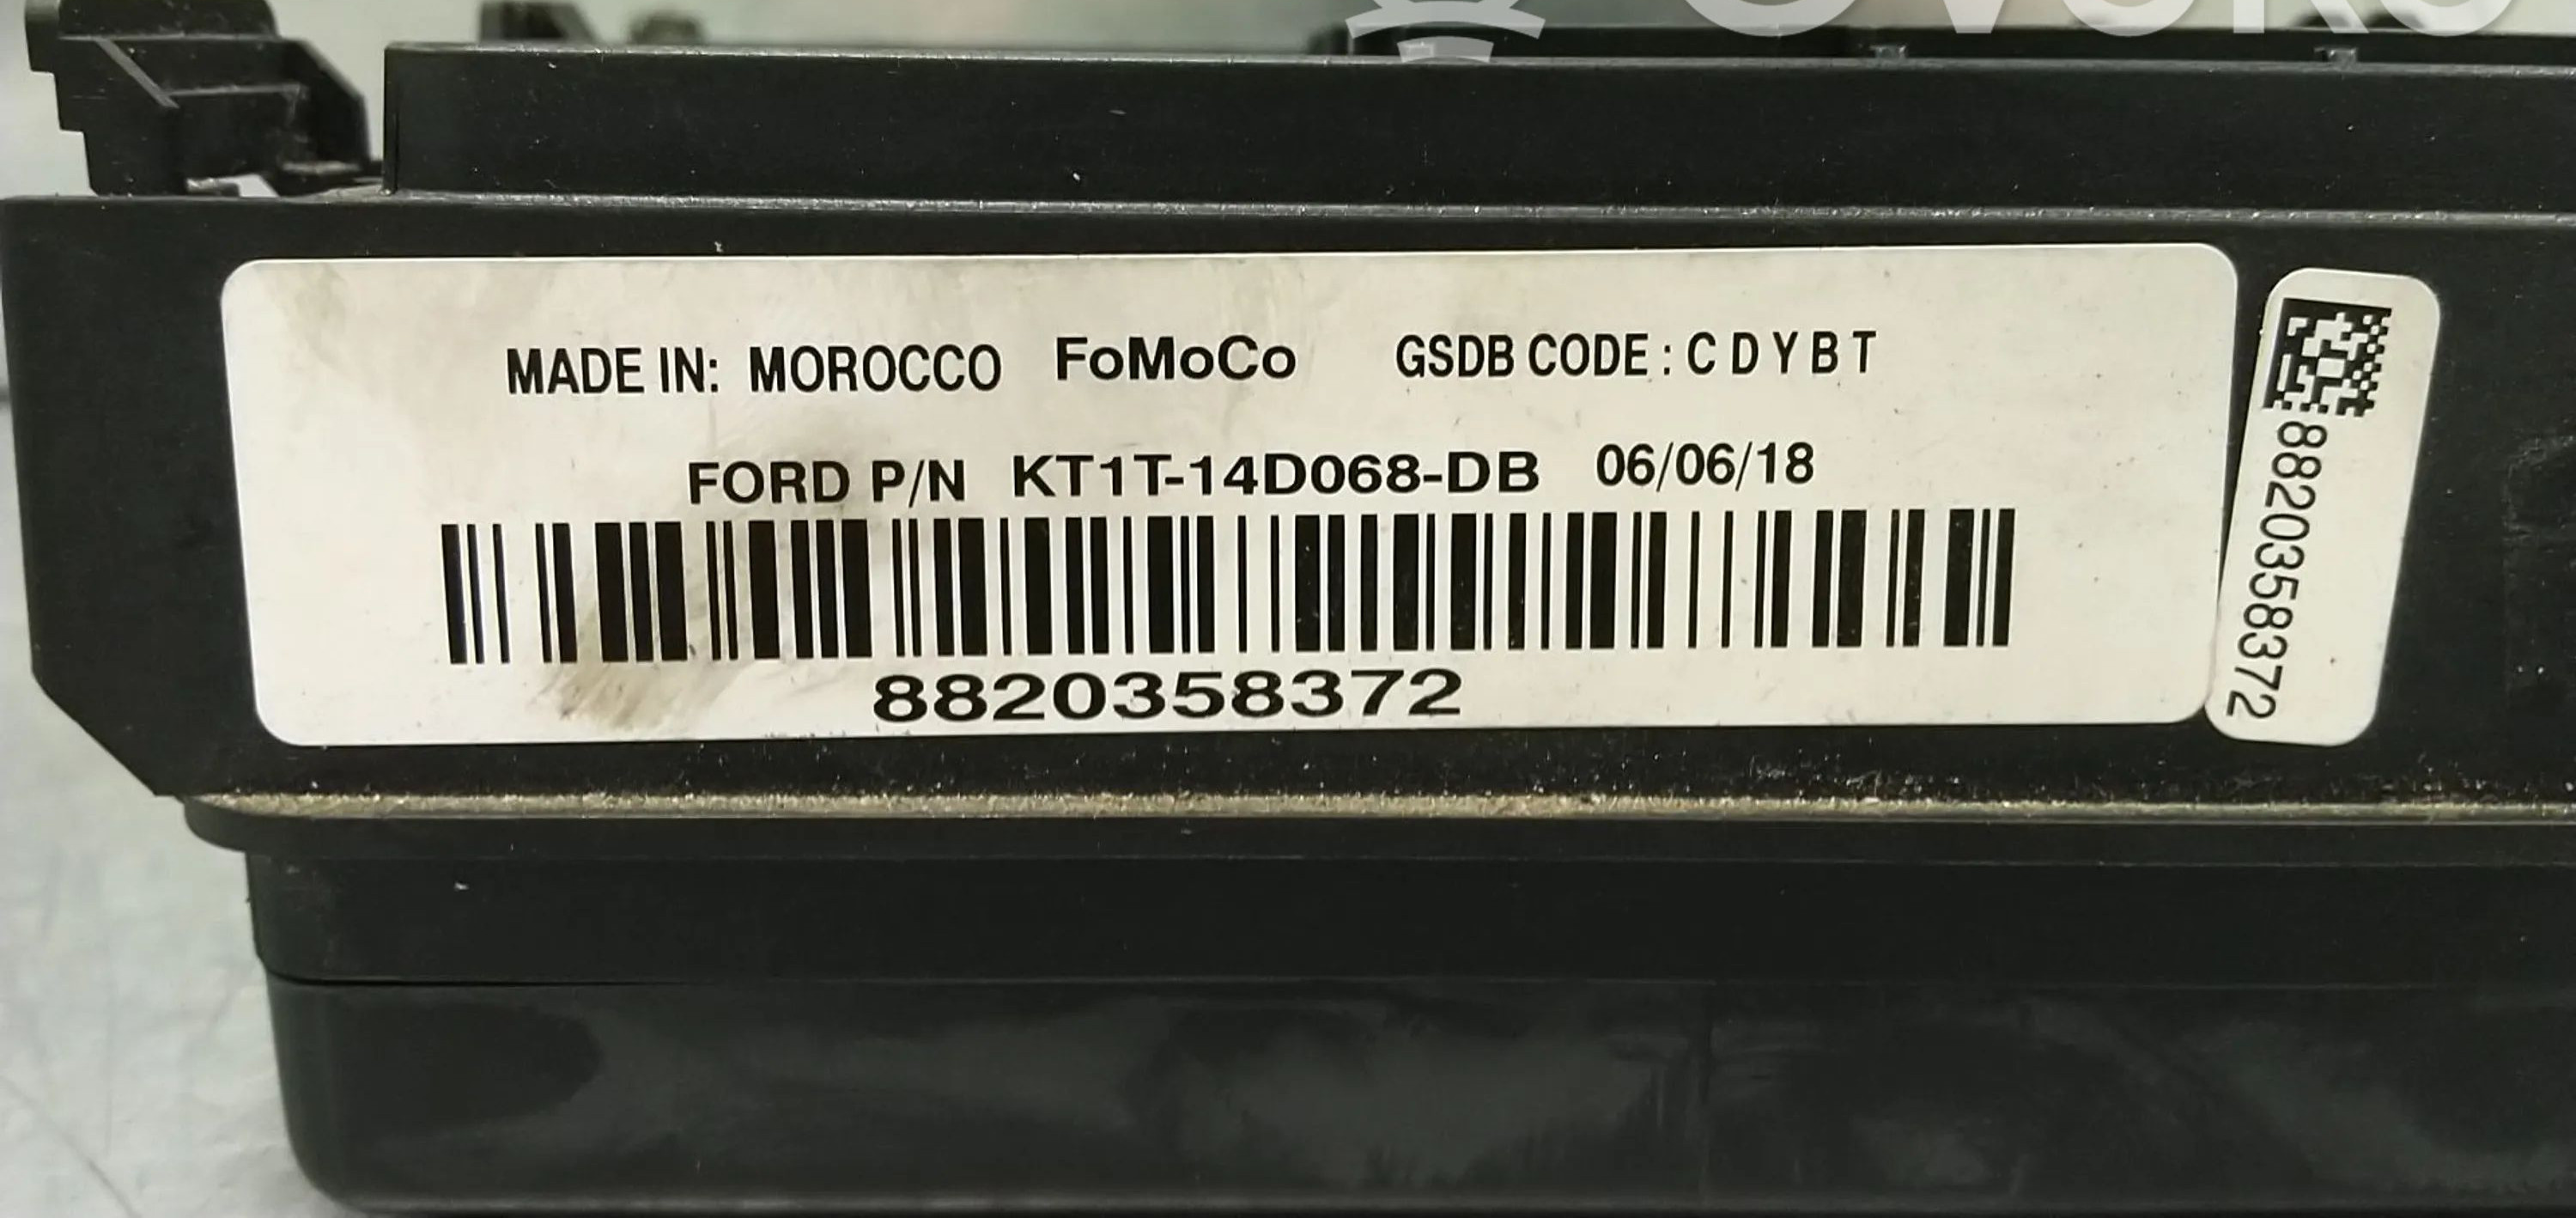 MADE IN: MOROCCO FoMoCo GSDB CODE : C D Y B T
FORD P/N KT1T-14D068-DB 06/06/18
8820358372
8820358372